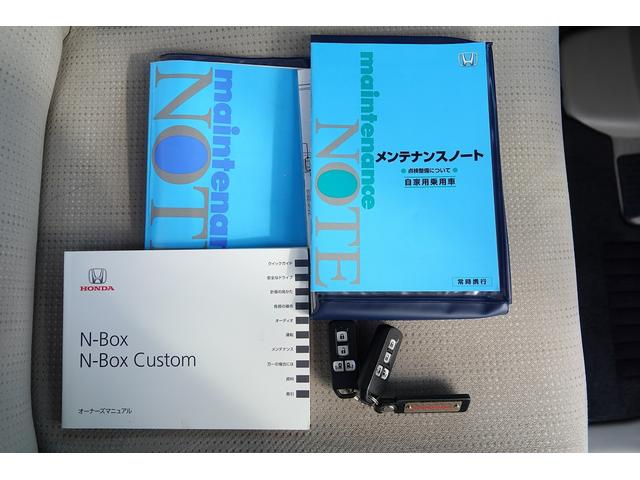 maintenan
NOT
maintenance
NOTE
メンテナンスノート
点検整備について
自家用乗用車
常時携行
HONDA
N-Box
N-Box Custom
オーナーズマニュアル
クイックガイド
安全なドライブ
計器の見かた
各部の操作
オーディオ
運転
メンテナンス
万一の場合には
資料
索引